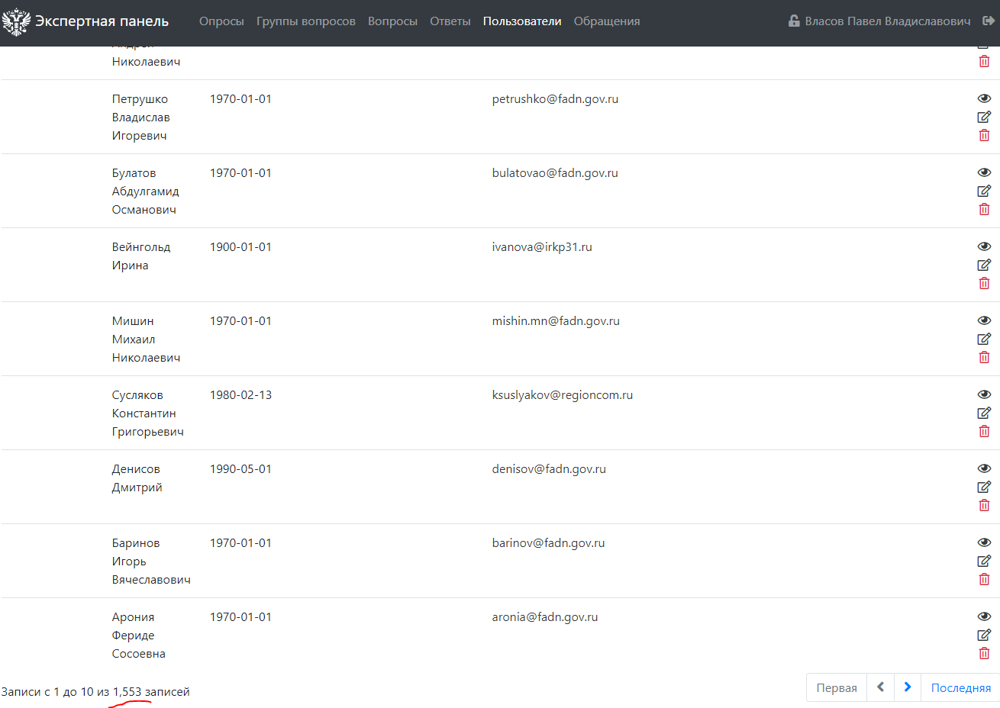 Экспертная панель Опросы Группы вопросов Вопросы Ответы Пользователи Обращения Власов Павел Владиславович
Николаевич
Петрушко 1970-01-01 petrushko@fadn.gov.ru
Владислав
Игоревич
Булатов 1970-01-01 bulatovao@fadn.gov.ru
Абдулгамид
Османович
Вейнгольд 1900-01-01 ivanova@irkp31.ru
Ирина
Мишин 1970-01-01 mishin.mn@fadn.gov.ru
Михаил
Николаевич
Сусляков 1980-02-13 ksuslyakov@regioncom.ru
Константин
Григорьевич
Денисов 1990-05-01 denisov@fadn.gov.ru
Дмитрий
Баринов 1970-01-01 barinov@fadn.gov.ru
Игорь
Вячеславович
Арония 1970-01-01 aronia@fadn.gov.ru
Фериде
Сосоевна
Записи с 1 до 10 из 1,553 записей Первая Последняя